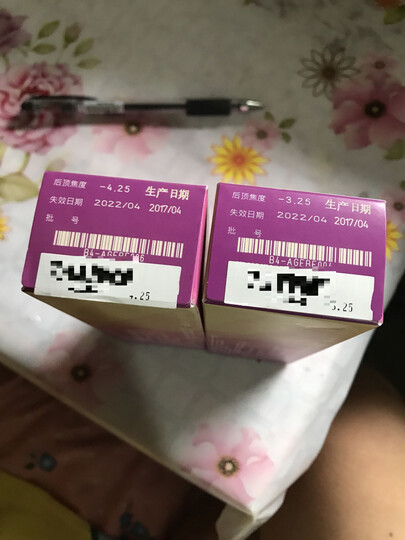 后顶焦度 -4.25 生产日期
失效日期 2022/04 2017/04
批 号
4.25
后顶焦度 -3.25 生产日期
失效日期 2022/04 2017/04
批 号
3.25